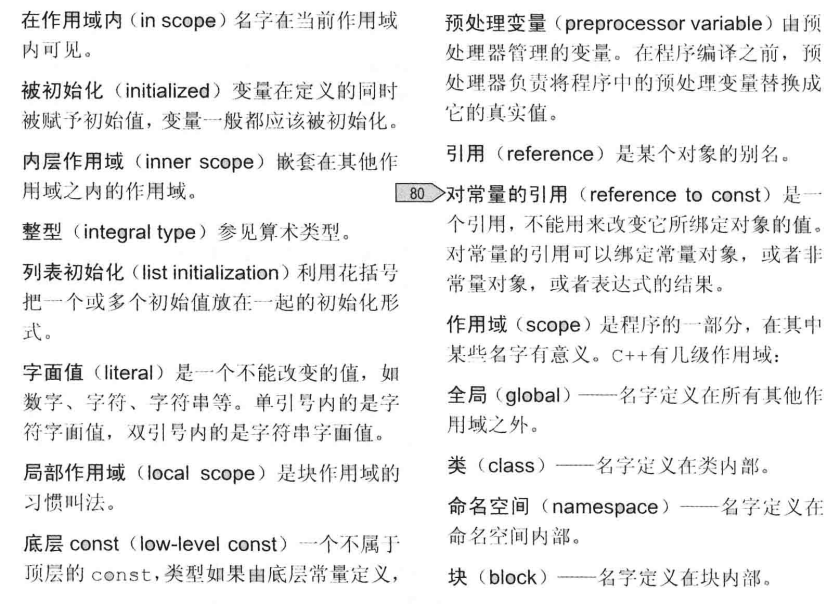 在作用域内（in scope）名字在当前作用域
内可见。
被初始化（initialized）变量在定义的同时
被赋予初始值，变量一般都应该被初始化。
内层作用域（inner scope）嵌套在其他作
用域之内的作用域。
整型（integral type）参见算术类型。
列表初始化（list initialization）利用花括号
把一个或多个初始值放在一起的初始化形
式。
字面值（literal）是一个不能改变的值，如
数字、字符、字符串等。单引号内的是字
符字面值，双引号内的是字符串字面值。
局部作用域（local scope）是块作用域的
习惯叫法。
底层 const（low-level const）一个不属于
顶层的 const，类型如果由底层常量定义，
预处理变量（preprocessor variable）由预
处理器管理的变量。在程序编译之前，预
处理器负责将程序中的预处理变量替换成
它的真实值。
引用（reference）是某个对象的别名。
80
对常量的引用（reference to const）是一
个引用，不能用来改变它所绑定对象的值。
对常量的引用可以绑定常量对象，或者非
常量对象，或者表达式的结果。
作用域（scope）是程序的一部分，在其中
某些名字有意义。C++有几级作用域：
全局（global）——名字定义在所有其他作
用域之外。
类（class）——名字定义在类内部。
命名空间（namespace）——名字定义在
命名空间内部。
块（block）——名字定义在块内部。